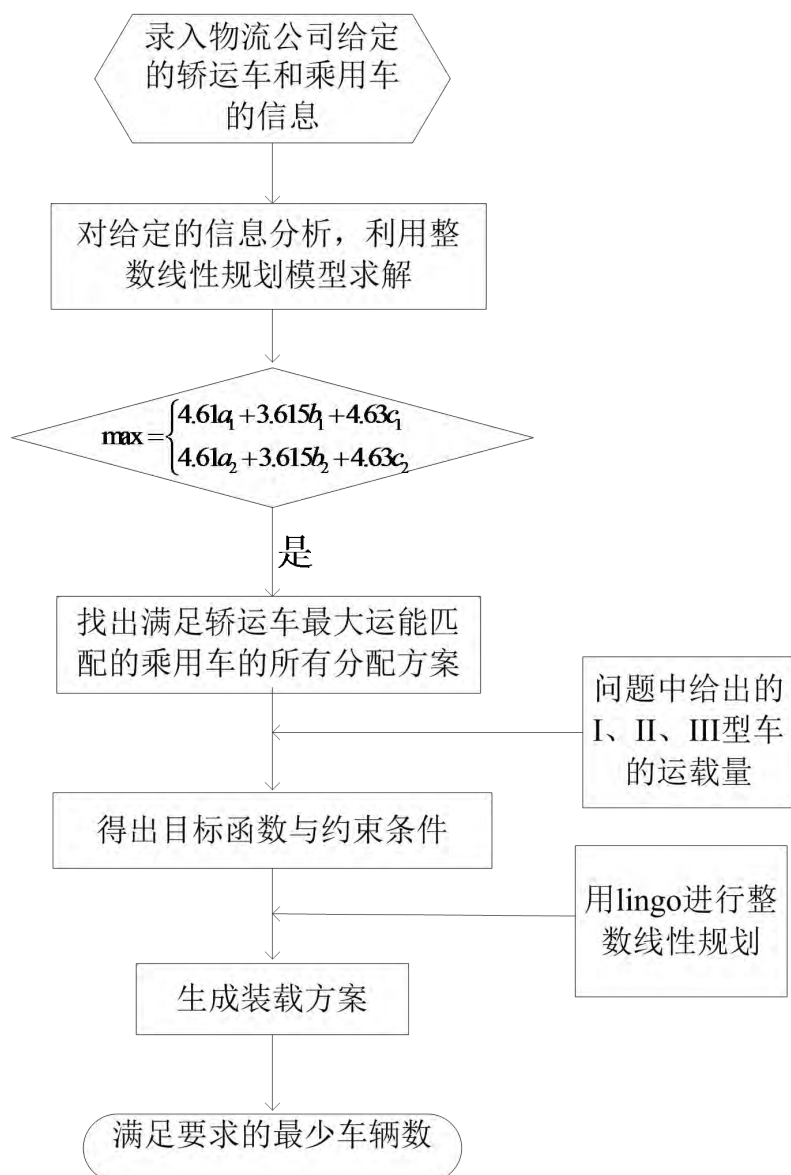 录入物流公司给定
的轿运车和乘用车
的信息
对给定的信息分析，利用整
数线性规划模型求解
max={4.61a₁+3.615b₁+4.63c₁
4.61a₂+3.615b₂+4.63c₂
是
找出满足轿运车最大运能匹
配的乘用车的所有分配方案
问题中给出的
I、II、III型车
的运载量
得出目标函数与约束条件
用lingo进行整
数线性规划
生成装载方案
满足要求的最少车辆数